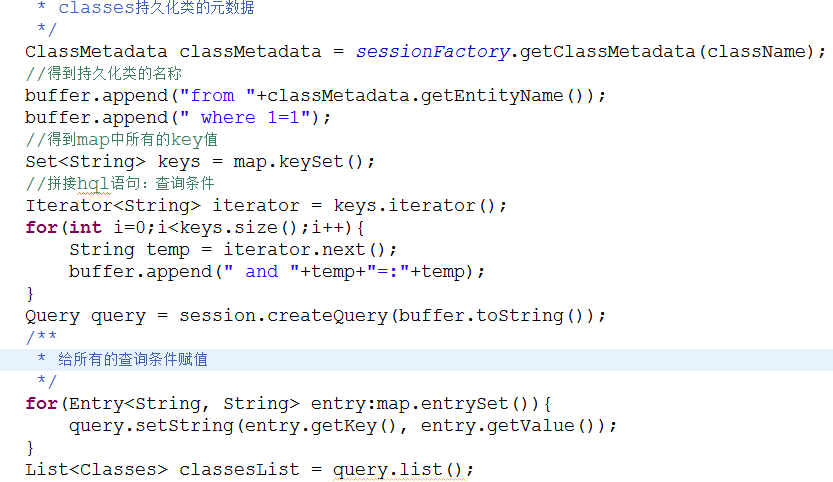 * classes持久化类的元数据
*/
ClassMetadata classMetadata = sessionFactory.getClassMetadata(className);
//得到持久化类的名称
buffer.append("from "+classMetadata.getEntityName());
buffer.append(" where 1=1");
//得到map中所有的key值
Set<String> keys = map.keySet();
//拼接hql语句：查询条件
Iterator<String> iterator = keys.iterator();
for(int i=0;i<keys.size();i++){
String temp = iterator.next();
buffer.append(" and "+temp+"=:"+temp);
}
Query query = session.createQuery(buffer.toString());
/**
* 给所有的查询条件赋值
*/
for(Entry<String, String> entry:map.entrySet()){
query.setString(entry.getKey(), entry.getValue());
}
List<Classes> classesList = query.list();